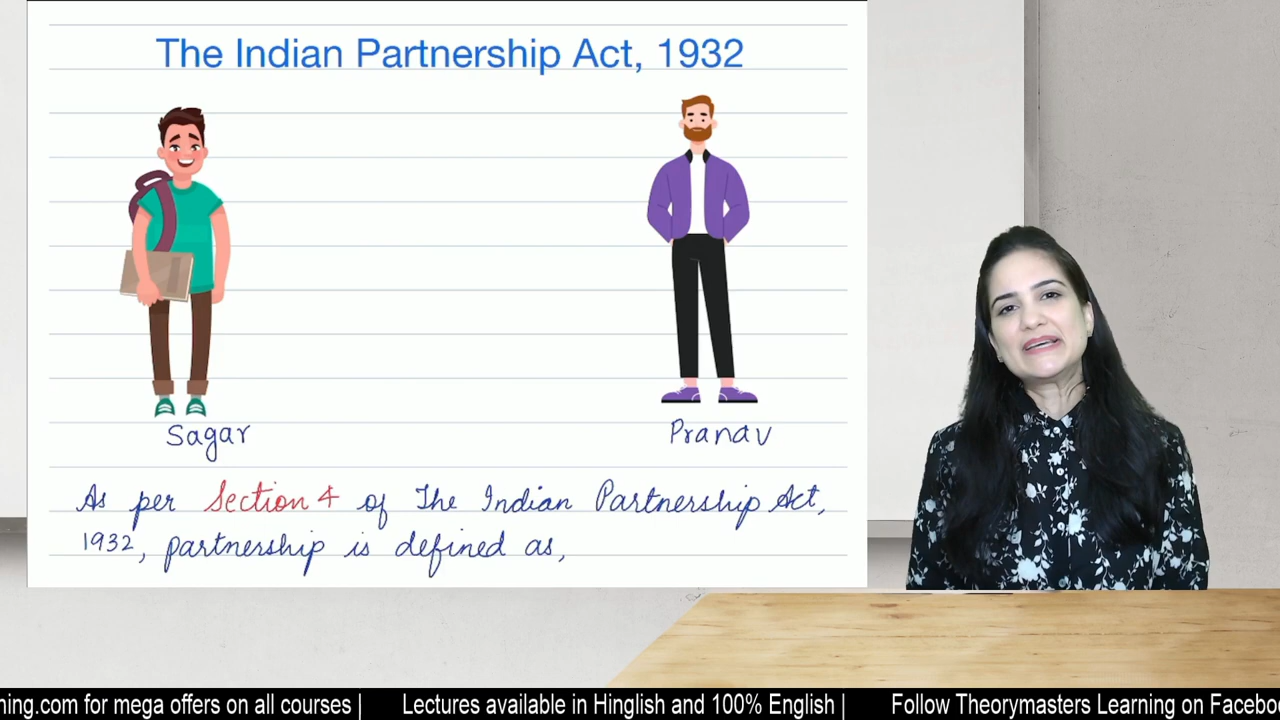 The Indian Partnership Act, 1932
Sagar
Pranav
As per Section 4 of The Indian Partnership Act,
1932, partnership is defined as,
ning.com for mega offers on all courses | Lectures available in Hinglish and 100% English | Follow Theorymasters Learning on Facebo